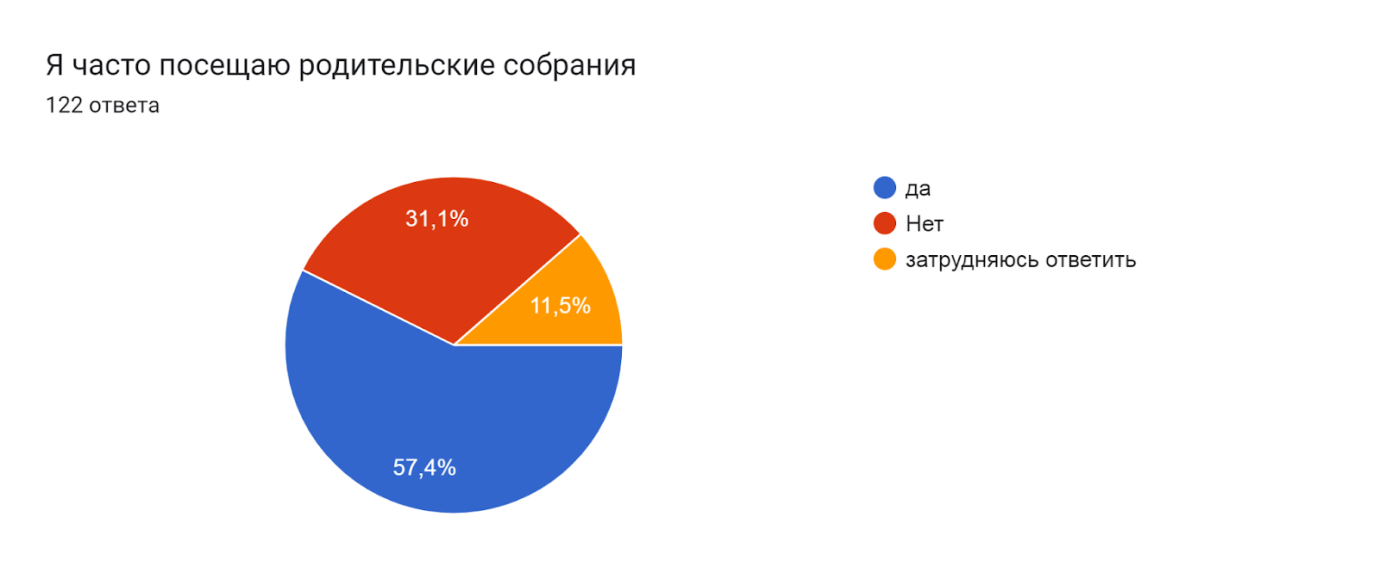 Я часто посещаю родительские собрания
122 ответа
31,1%
11,5%
57,4%
да
Нет
затрудняюсь ответить